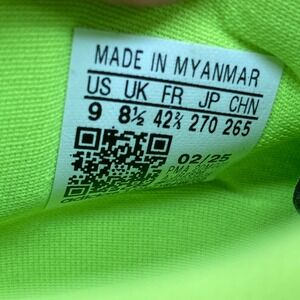 MADE IN MYANMAR
US UK FR JP CHN
9 8½ 42⅔ 270 265
02/25